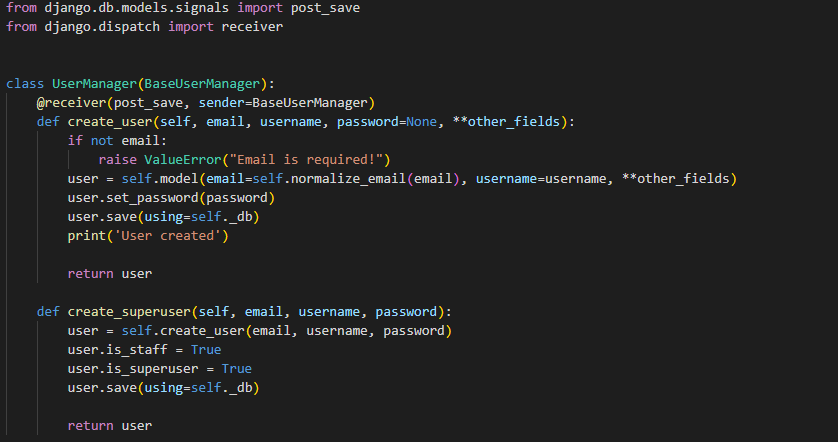 from django.db.models.signals import post_save
from django.dispatch import receiver
class UserManager(BaseUserManager):
@receiver(post_save, sender=BaseUserManager)
def create_user(self, email, username, password=None, **other_fields):
if not email:
raise ValueError("Email is required!")
user = self.model(email=self.normalize_email(email), username=username, **other_fields)
user.set_password(password)
user.save(using=self._db)
print('User created')
return user
def create_superuser(self, email, username, password):
user = self.create_user(email, username, password)
user.is_staff = True
user.is_superuser = True
user.save(using=self._db)
return user